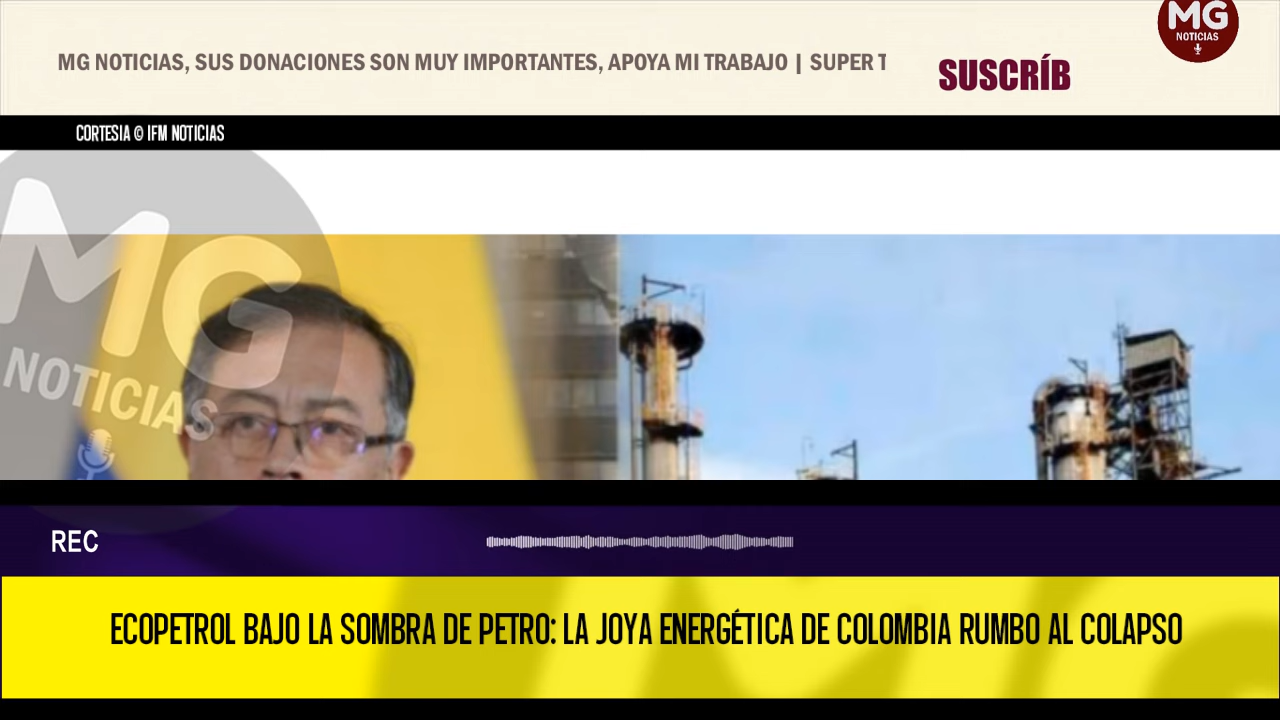 MG
NOTICIAS
MG NOTICIAS, SUS DONACIONES SON MUY IMPORTANTES, APOYA MI TRABAJO | SUPER T
SUSCRÍB
CORTESIA © IFM NOTICIAS
MG
NOTICIAS
REC
ECOPETROL BAJO LA SOMBRA DE PETRO: LA JOYA ENERGÉTICA DE COLOMBIA RUMBO AL COLAPSO